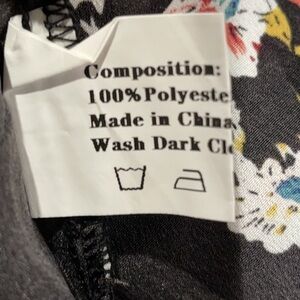 Composition:
100%Polyeste
Made in China
Wash Dark Cl